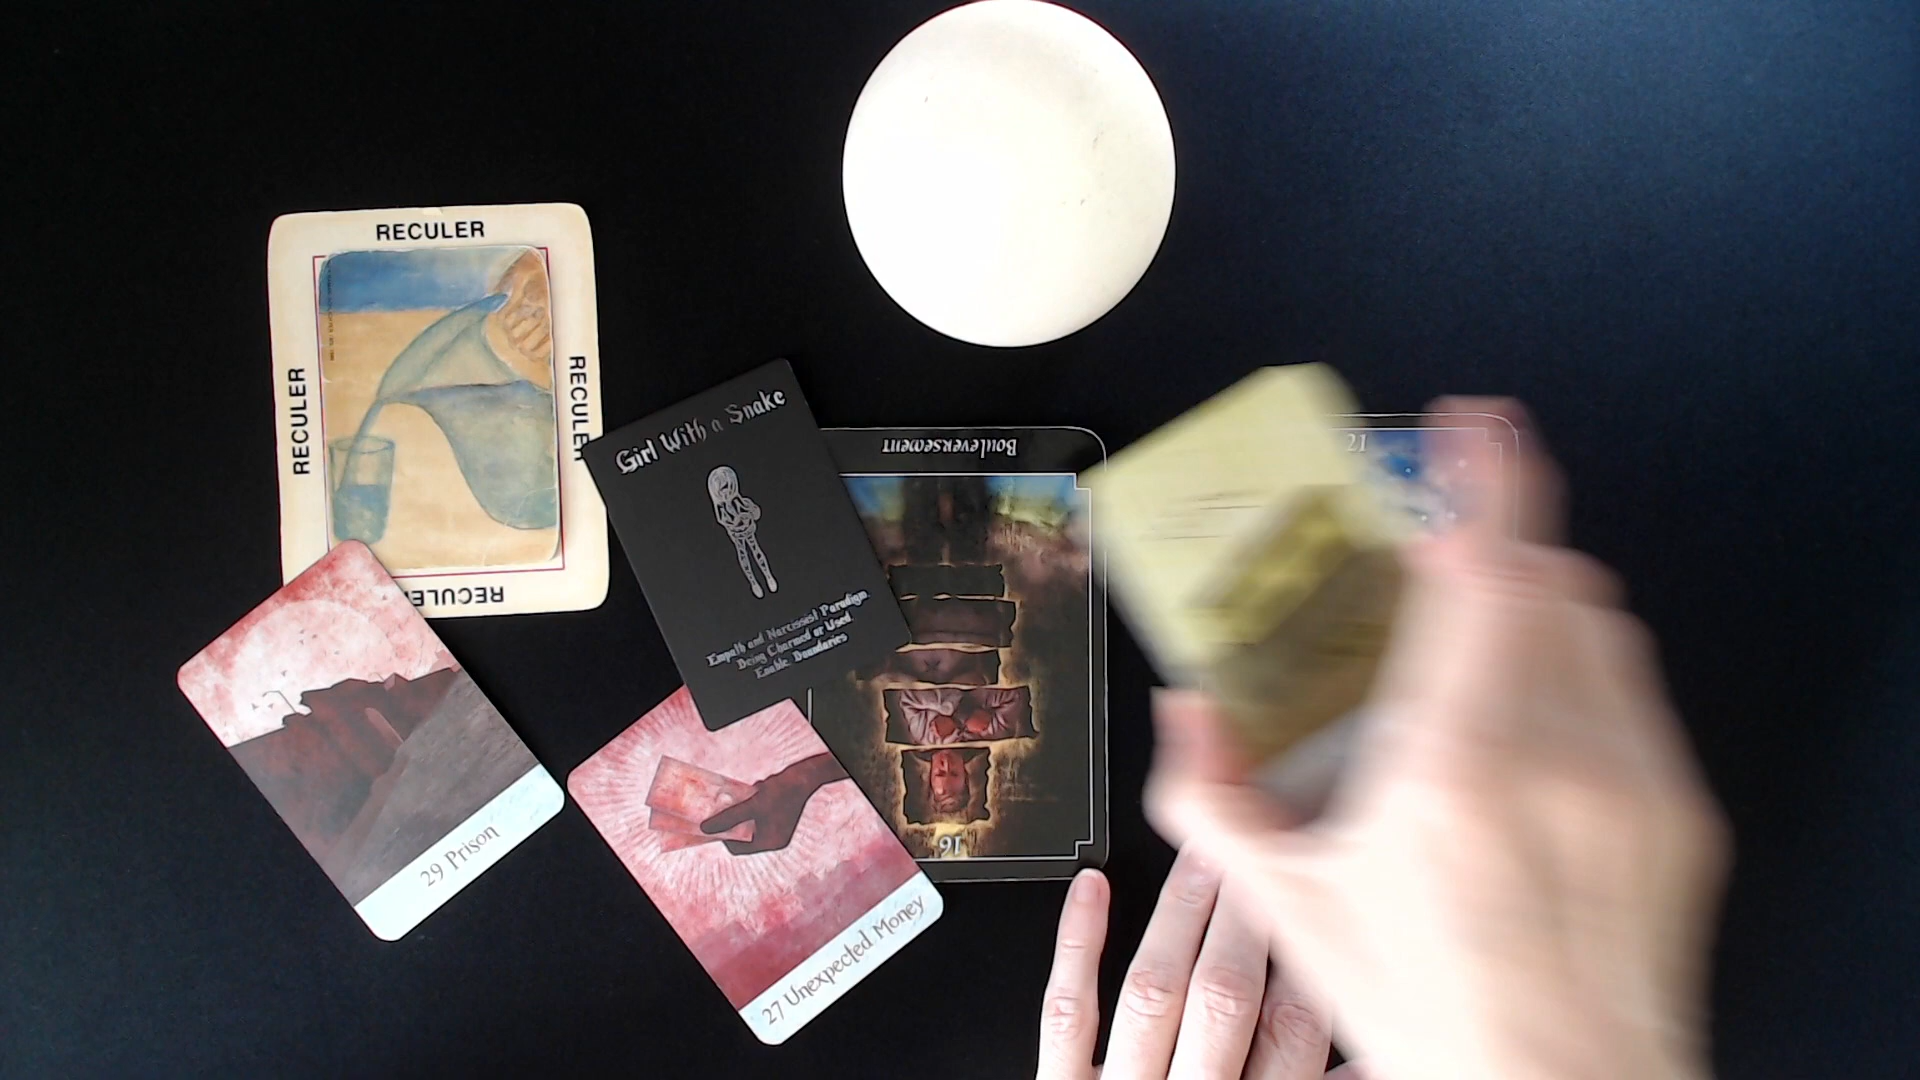 RECULER
RECULER
RECULER
RECULER
Girl With a Snake
Empath and Narcissist Paradigm
Being Charmed or Used
Enable Boundaries
Bouleversement
16
21
29 Prison
27 Unexpected Money